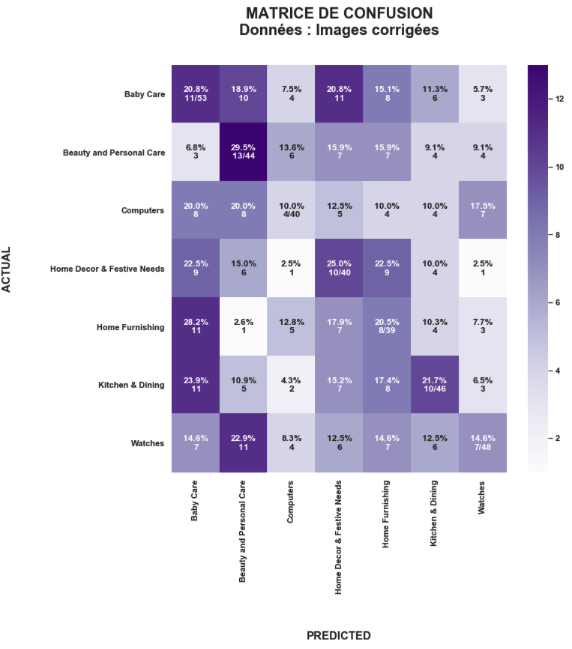 MATRICE DE CONFUSION
Données : Images corrigées
ACTUAL
Baby Care
20.8% 18.9% 7.5% 20.8% 15.1% 11.3% 5.7%
11/53 10 4 11 8 6 3
Beauty and Personal Care
6.8% 29.5% 13.6% 15.9% 15.9% 9.1% 9.1%
3 13/44 6 7 7 4 4
Computers
20.0% 20.0% 10.0% 12.5% 10.0% 10.0% 17.5%
8 8 4/40 5 4 4 7
Home Decor & Festive Needs
22.5% 15.0% 2.5% 25.0% 22.5% 10.0% 2.5%
9 6 1 10/40 9 4 1
Home Furnishing
28.2% 2.6% 12.8% 17.9% 20.5% 10.3% 7.7%
11 1 5 7 8/39 4 3
Kitchen & Dining
23.9% 10.9% 4.3% 15.2% 17.4% 21.7% 6.5%
11 5 2 7 8 10/46 3
Watches
14.6% 22.9% 8.3% 12.5% 14.6% 12.5% 14.6%
7 11 4 6 7 6 7/48
Baby Care
Beauty and Personal Care
Computers
Home Decor & Festive Needs
Home Furnishing
Kitchen & Dining
Watches
PREDICTED
12
10
8
6
4
2